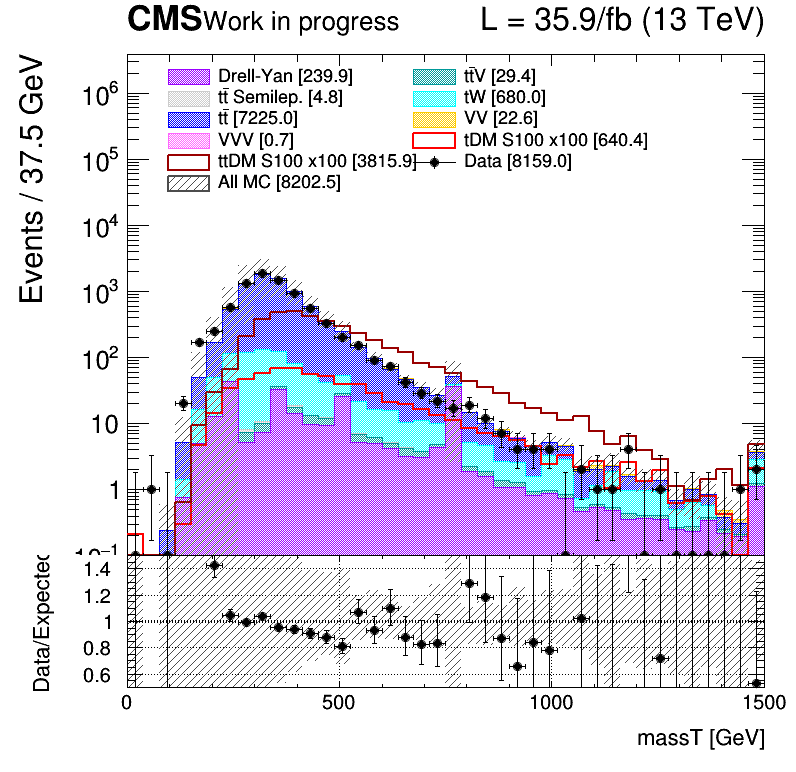 CMS Work in progress L = 35.9/fb (13 TeV)
Events / 37.5 GeV
Drell-Yan [239.9] tt̄V [29.4]
tt̄ Semilep. [4.8] tW [680.0]
tt̄ [7225.0] VV [22.6]
VVV [0.7] tDM S100 x100 [640.4]
ttDM S100 x100 [3815.9] Data [8159.0]
All MC [8202.5]
10⁶
10⁵
10⁴
10³
10²
10
1
10⁻¹
Data/Expected
1.4
1.2
1
0.8
0.6
0 500 1000 1500
massT [GeV]